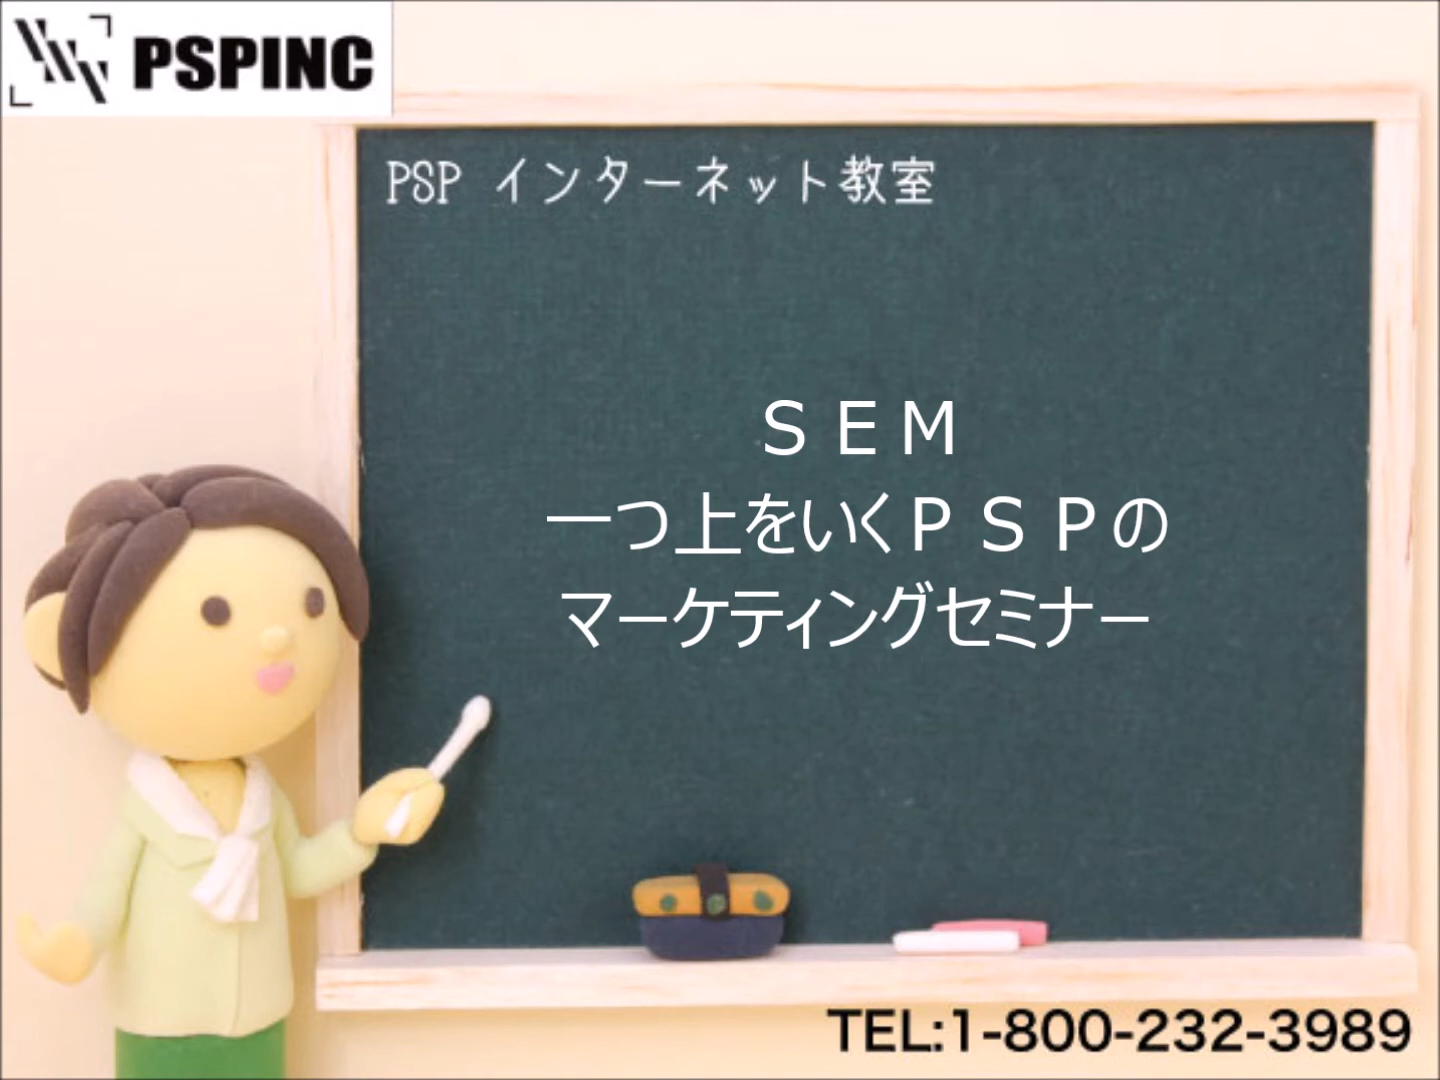 PSPINC
PSP インターネット教室
ＳＥＭ
一つ上をいくＰＳＰの
マーケティングセミナー
TEL:1-800-232-3989